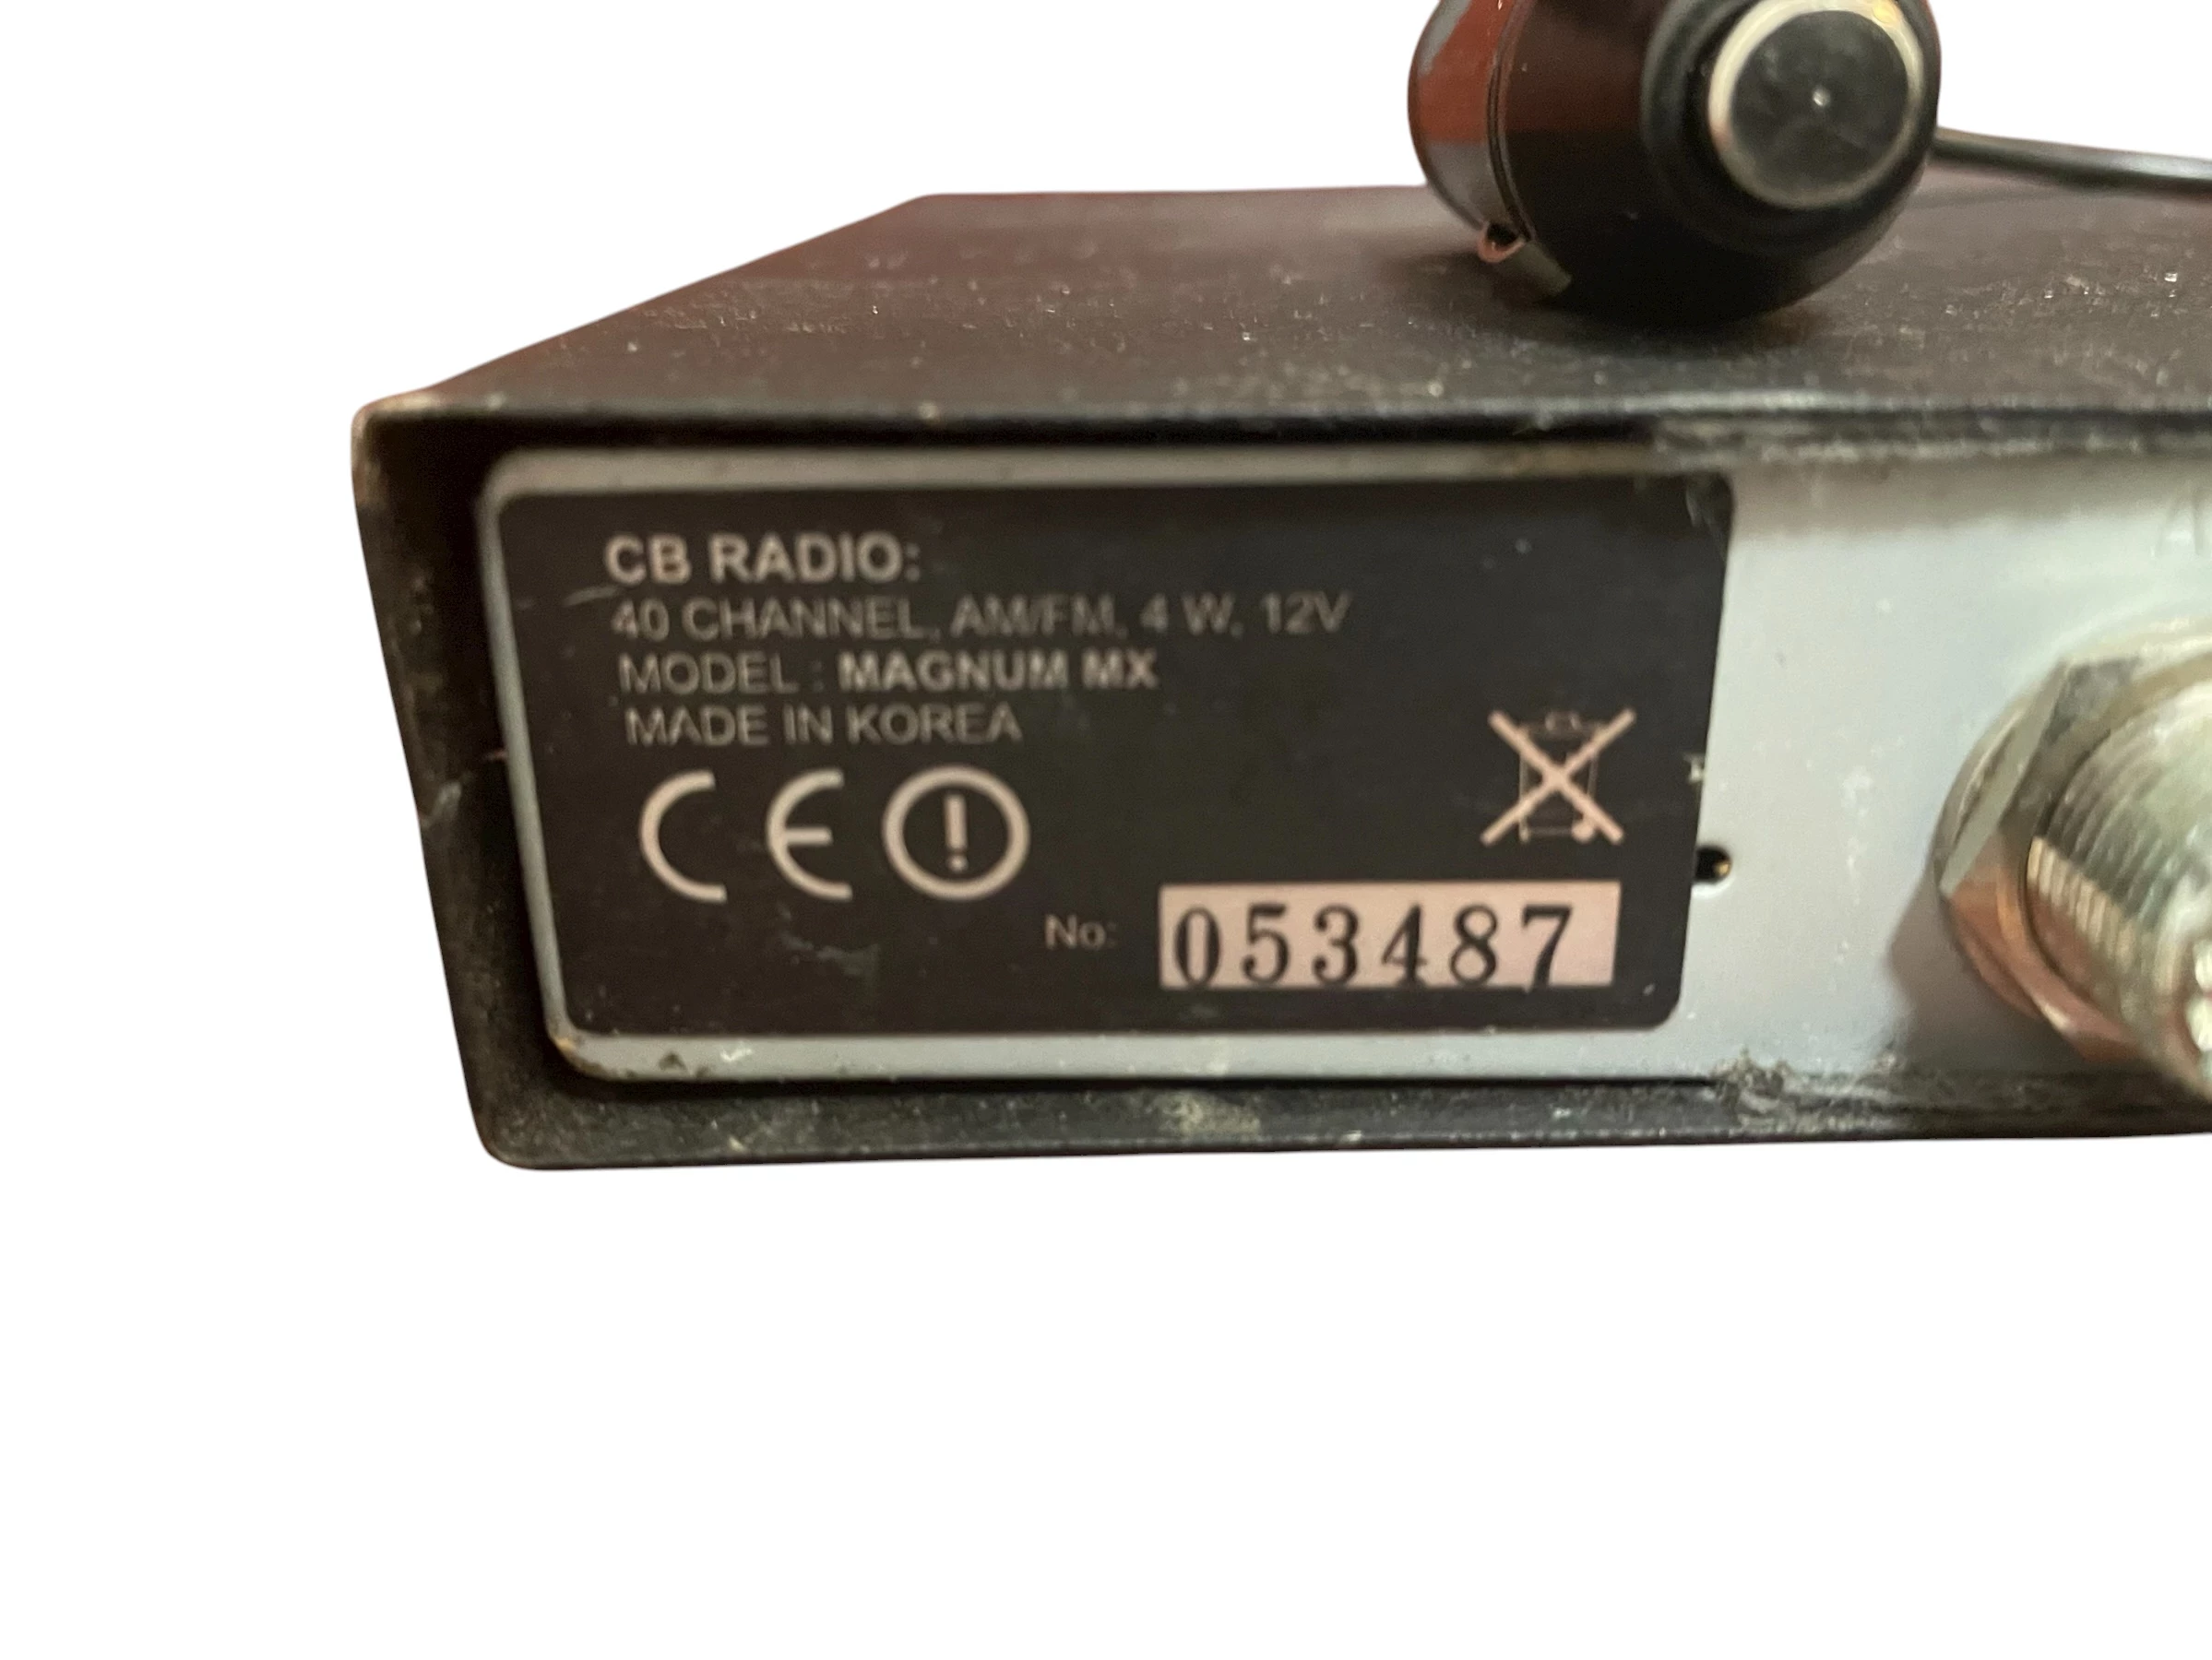 CB RADIO:
40 CHANNEL, AM/FM, 4 W, 12V
MODEL : MAGNUM MX
MADE IN KOREA
CE
No: 053487